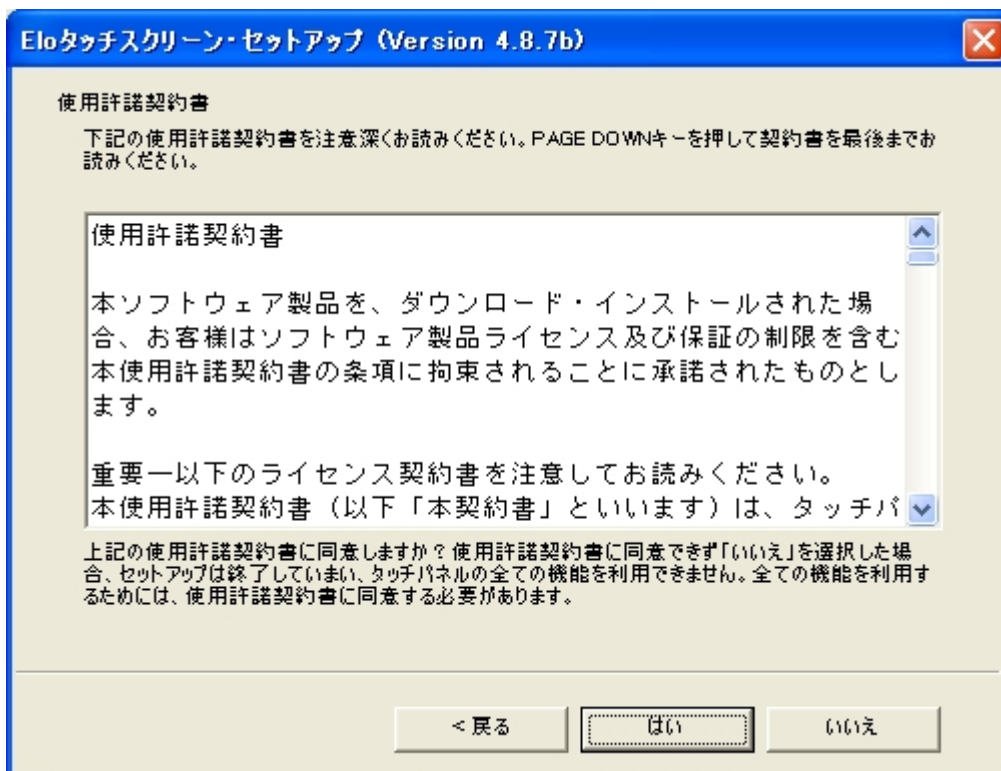 Eloタッチスクリーン・セットアップ (Version 4.8.7b)
使用許諾契約書
下記の使用許諾契約書を注意深くお読みください。PAGE DOWNキーを押して契約書を最後までお
読みください。
使用許諾契約書
本ソフトウェア製品を、ダウンロード・インストールされた場
合、お客様はソフトウェア製品ライセンス及び保証の制限を含む
本使用許諾契約書の条項に拘束されることに承諾されたものとし
ます。
重要―以下のライセンス契約書を注意してお読みください。
本使用許諾契約書（以下「本契約書」といいます）は、タッチパ
上記の使用許諾契約書に同意しますか？使用許諾契約書に同意できず「いいえ」を選択した場
合、セットアップは終了していまい、タッチパネルの全ての機能を利用できません。全ての機能を利用す
るためには、使用許諾契約書に同意する必要があります。
<戻る
はい
いいえ